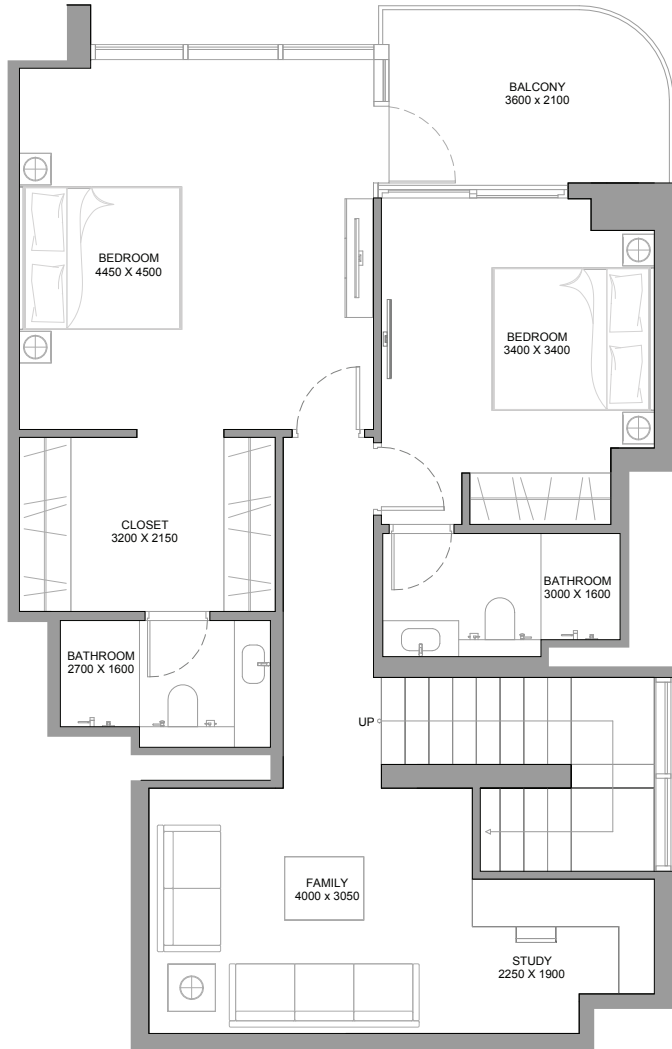 BALCONY
3600 x 2100
BEDROOM
4450 X 4500
BEDROOM
3400 X 3400
CLOSET
3200 X 2150
BATHROOM
3000 X 1600
BATHROOM
2700 X 1600
UP
FAMILY
4000 x 3050
STUDY
2250 X 1900